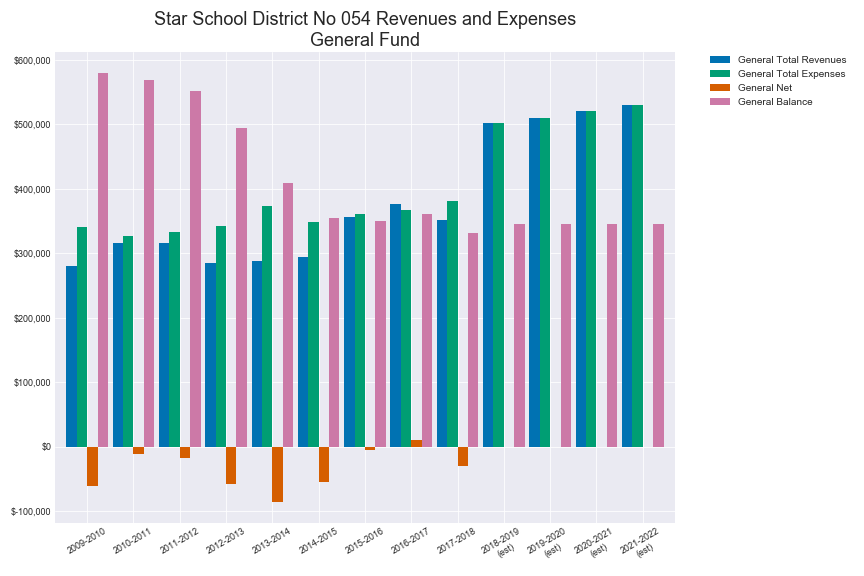 Star School District No 054 Revenues and Expenses
General Fund
General Total Revenues
General Total Expenses
General Net
General Balance
$600,000
$500,000
$400,000
$300,000
$200,000
$100,000
$0
$-100,000
2009-2010
2010-2011
2011-2012
2012-2013
2013-2014
2014-2015
2015-2016
2016-2017
2017-2018
2018-2019
(est)
2019-2020
(est)
2020-2021
(est)
2021-2022
(est)